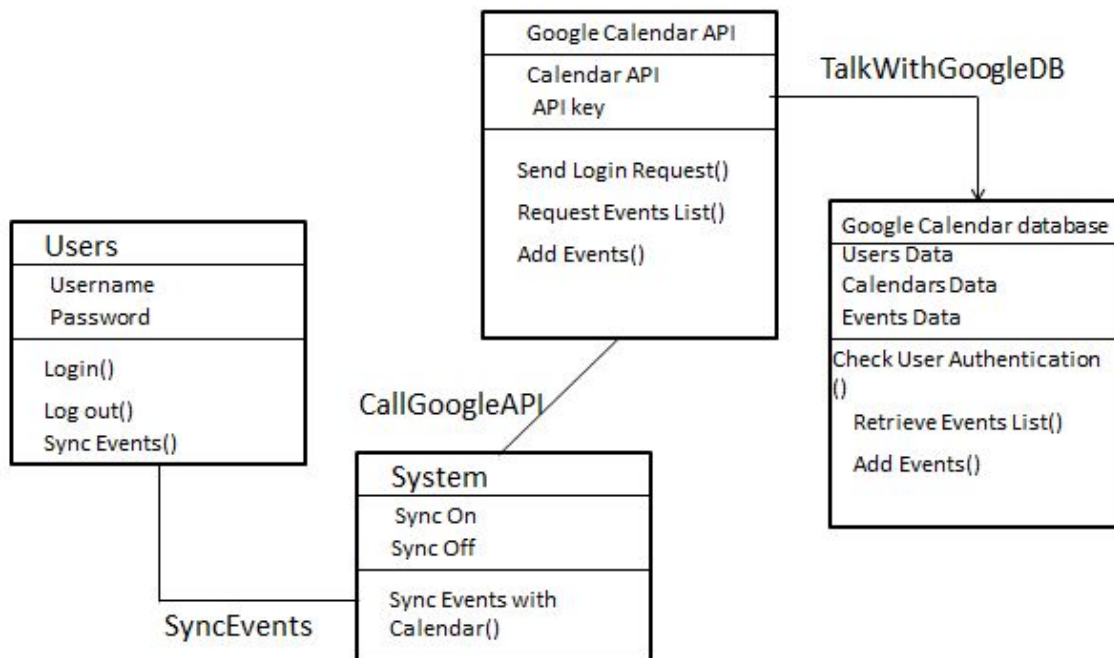 Google Calendar API
Calendar API
API key
Send Login Request()
Request Events List()
Add Events()
TalkWithGoogleDB
Google Calendar database
Users Data
Calendars Data
Events Data
Check User Authentication
()
Retrieve Events List()
Add Events()
Users
Username
Password
Login()
Log out()
Sync Events()
CallGoogleAPI
System
Sync On
Sync Off
Sync Events with
Calendar()
SyncEvents